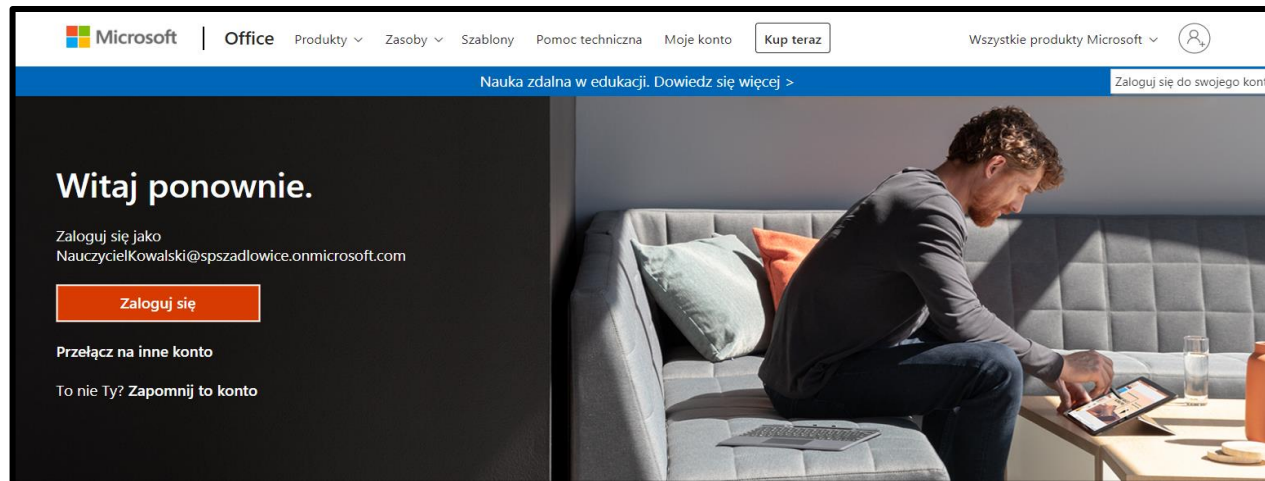 Microsoft Office Produkty Zasoby Szablony Pomoc techniczna Moje konto Kup teraz Wszystkie produkty Microsoft
Nauka zdalna w edukacji. Dowiedz się więcej >
Zaloguj się do swojego
Witaj ponownie.
Zaloguj się jako
NauczycielKowalski@spszadlowice.onmicrosoft.com
Zaloguj się
Przełącz na inne konto
To nie Ty? Zapomnij to konto